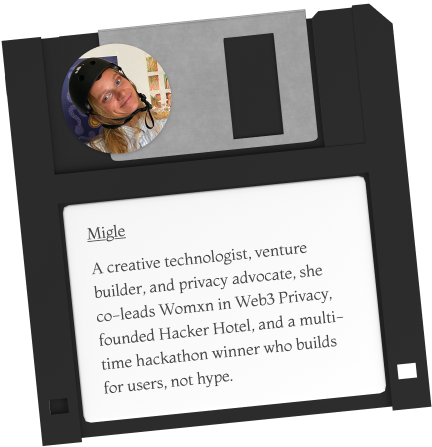 Migle
A creative technologist, venture
builder, and privacy advocate, she
co-leads Womxn in Web3 Privacy,
founded Hacker Hotel, and a multi-
time hackathon winner who builds
for users, not hype.